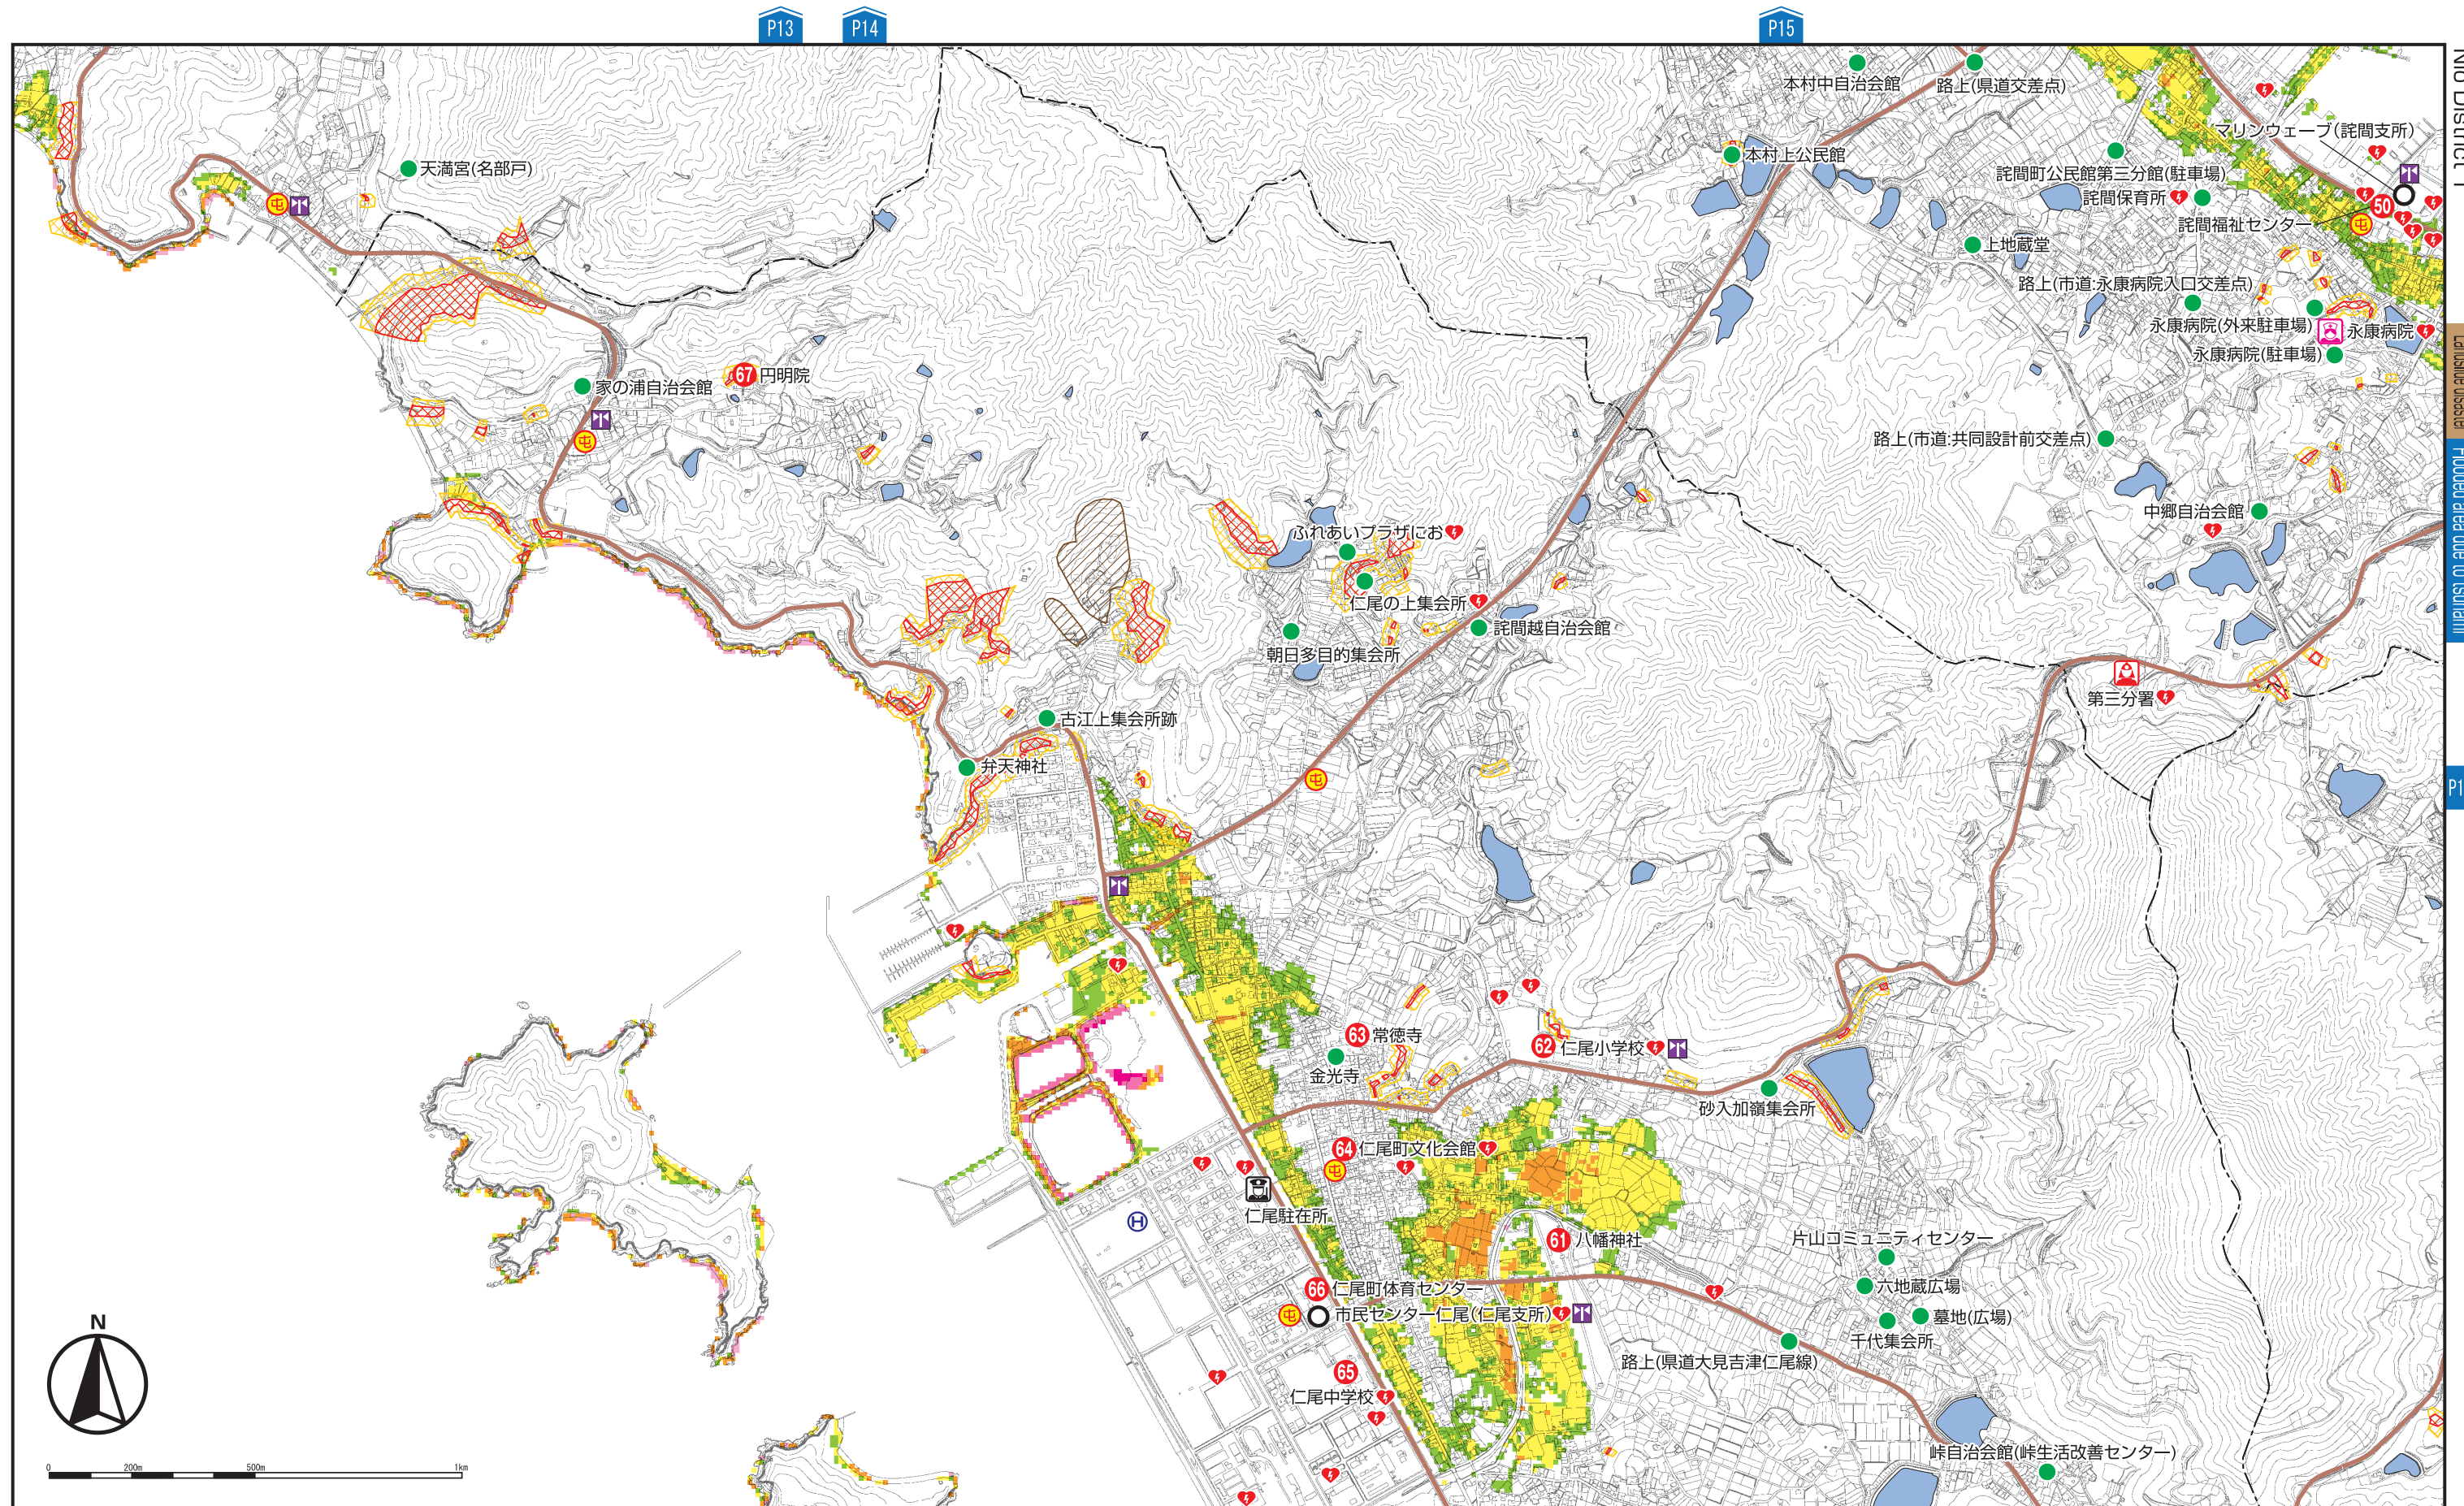 P13
P14
P15
本村中自治会館
路上(県道交差点)
マリンウェーブ(詫間支所)
本村上公民館
天満宮(名部戸)
詫間町公民館第三分館(駐車場)
詫間保育所
50
詫間福祉センター
屯
屯
上地蔵堂
路上(市道:永康病院入口交差点)
永康病院(外来駐車場)
永康病院
永康病院(駐車場)
67 円明院
家の浦自治会館
屯
路上(市道:共同設計前交差点)
中郷自治会館
ふれあいプラザにお
仁尾の上集会所
詫間越自治会館
朝日多目的集会所
第三分署
古江上集会所跡
弁天神社
屯
63 常徳寺
62 仁尾小学校
金光寺
砂入加嶺集会所
64 仁尾町文化会館
屯
仁尾駐在所
H
61 八幡神社
片山コミュニティセンター
六地蔵広場
66 仁尾町体育センター
屯
市民センター仁尾(仁尾支所)
墓地(広場)
千代集会所
路上(県道大見吉津仁尾線)
65
仁尾中学校
峠自治会館(峠生活改善センター)
N
0 200m 500m 1km